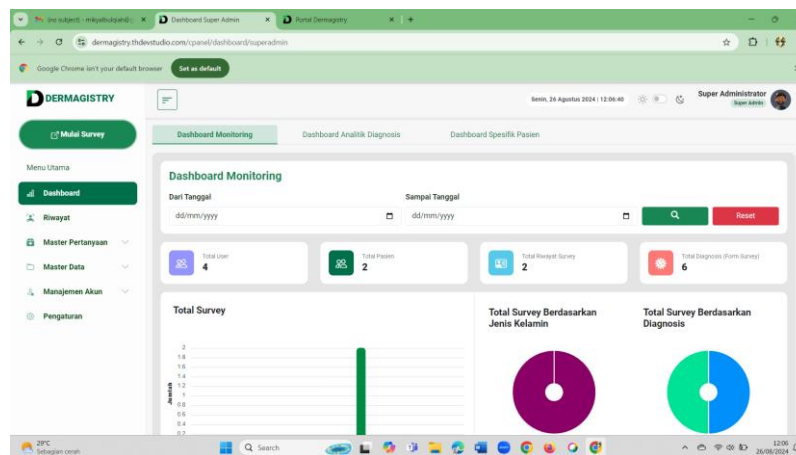 Dashboard Super Admin
Portal Dermagistry
dermagistry.thdevstudio.com/cpanel/dashboard/superadmin
Google Chrome isn't your default browser
Set as default
DERMAGISTRY
Senin, 26 Agustus 2024 | 12:06:40
Super Administrator
Super Admin
Mulai Survey
Dashboard Monitoring
Dashboard Analitik Diagnosis
Dashboard Spesifik Pasien
Menu Utama
Dashboard
Riwayat
Master Pertanyaan
Master Data
Manajemen Akun
Pengaturan
Dashboard Monitoring
Dari Tanggal
Sampai Tanggal
dd/mm/yyyy
dd/mm/yyyy
Reset
Total User
4
Total Pasien
2
Total Riwayat Survey
2
Total Diagnosis (Form Survey)
6
Total Survey
2
1.8
1.6
1.4
1.2
1
0.8
0.6
0.4
0.2
Jumlah
Total Survey Berdasarkan
Jenis Kelamin
Total Survey Berdasarkan
Diagnosis
29°C
Sebagian cerah
Search
12:06
26/08/2024